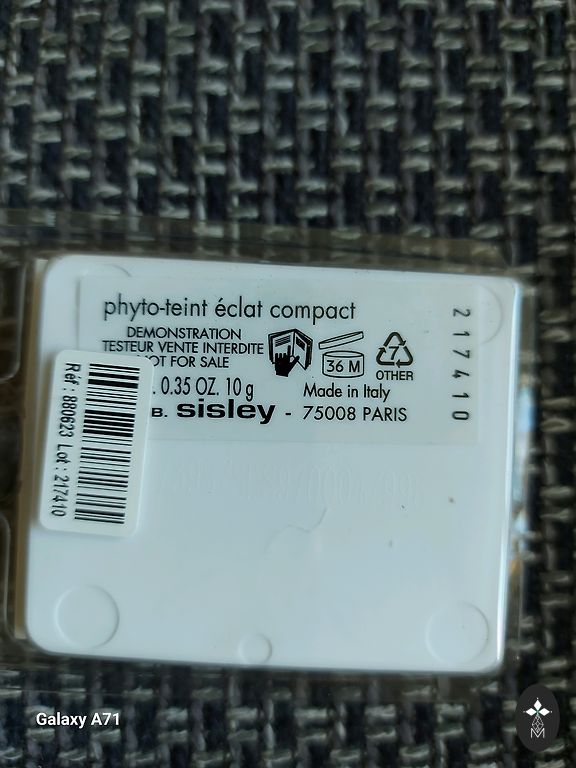 phyto-teint éclat compact
DEMONSTRATION
TESTEUR VENTE INTERDITE
NOT FOR SALE
36 M
7
OTHER
. 0.35 OZ. 10 g
Made in Italy
B. sisley - 75008 PARIS
217410
Réf: 880623 Lot: 217410
Galaxy A71
M